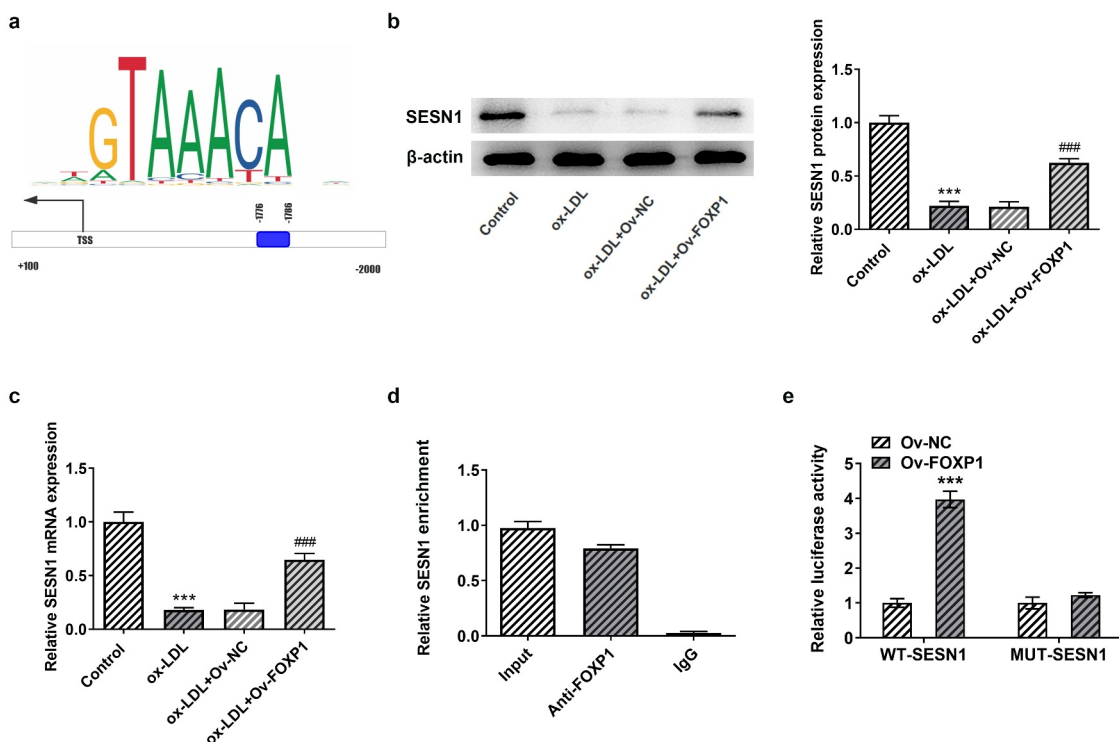 a
GTAAACA
-1776
-1786
TSS
+100
-2000
b
SESN1
β-actin
Control
ox-LDL
ox-LDL+Ov-NC
ox-LDL+Ov-FOXP1
Relative SESN1 protein expression
1.5
1.0
0.5
0.0
***
###
Control
ox-LDL
ox-LDL+Ov-NC
ox-LDL+Ov-FOXP1
c
Relative SESN1 mRNA expression
1.5
1.0
0.5
0.0
***
###
Control
ox-LDL
ox-LDL+Ov-NC
ox-LDL+Ov-FOXP1
d
Relative SESN1 enrichment
1.5
1.0
0.5
0.0
Input
Anti-FOXP1
IgG
e
Ov-NC
Ov-FOXP1
Relative luciferase activity
5
4
3
2
1
0
***
WT-SESN1
MUT-SESN1